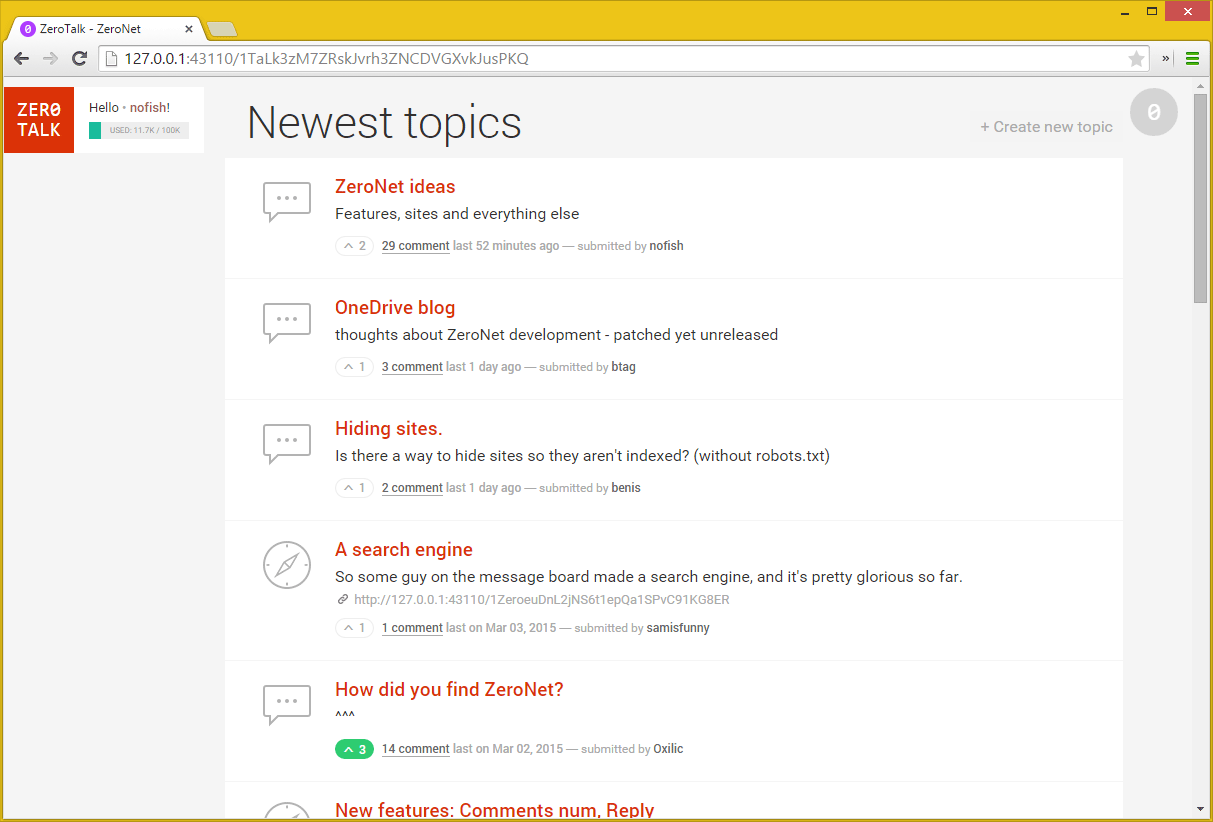 ZeroTalk - ZeroNet
127.0.0.1:43110/1TaLk3zM7ZRskJvrh3ZNCDVGXvkJusPKQ
ZER0
TALK
Hello • nofish!
USED: 11.7K / 100K
Newest topics
+ Create new topic
0
ZeroNet ideas
Features, sites and everything else
2 29 comment last 52 minutes ago — submitted by nofish
OneDrive blog
thoughts about ZeroNet development - patched yet unreleased
1 3 comment last 1 day ago — submitted by btag
Hiding sites.
Is there a way to hide sites so they aren't indexed? (without robots.txt)
1 2 comment last 1 day ago — submitted by benis
A search engine
So some guy on the message board made a search engine, and it's pretty glorious so far.
http://127.0.0.1:43110/1ZeroeuDnL2jNS6t1epQa1SPvC91KG8ER
1 1 comment last on Mar 03, 2015 — submitted by samisfunny
How did you find ZeroNet?
^^^
3 14 comment last on Mar 02, 2015 — submitted by Oxilic
New features: Comments num, Reply